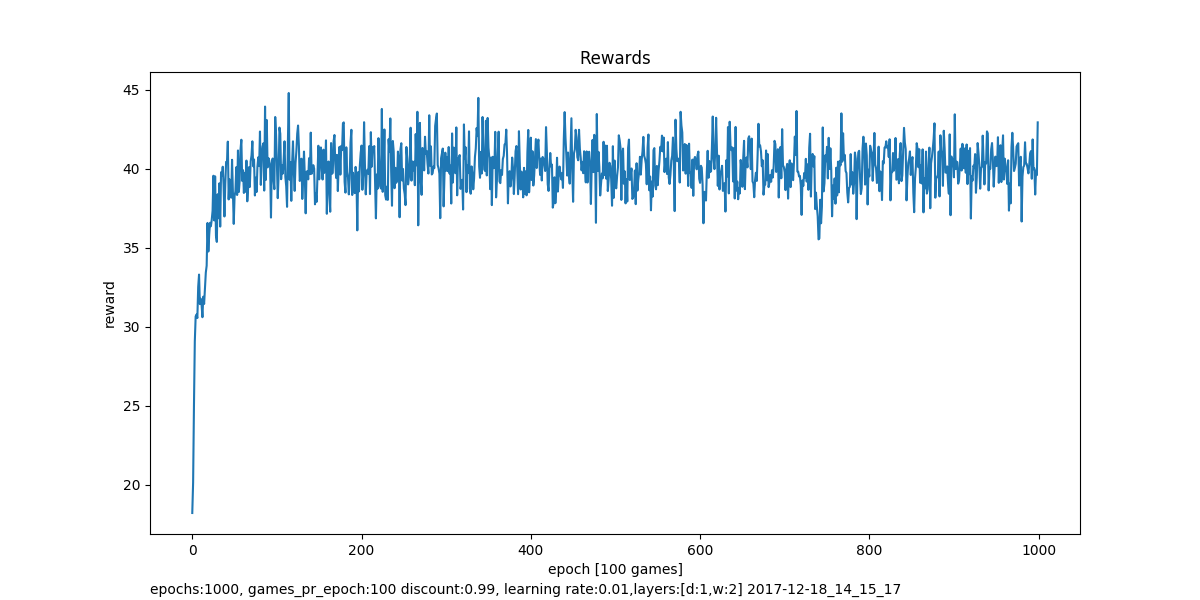 Rewards
45
40
35
30
25
20
reward
0 200 400 600 800 1000
epoch [100 games]
epochs:1000, games_pr_epoch:100 discount:0.99, learning rate:0.01,layers:[d:1,w:2] 2017-12-18_14_15_17